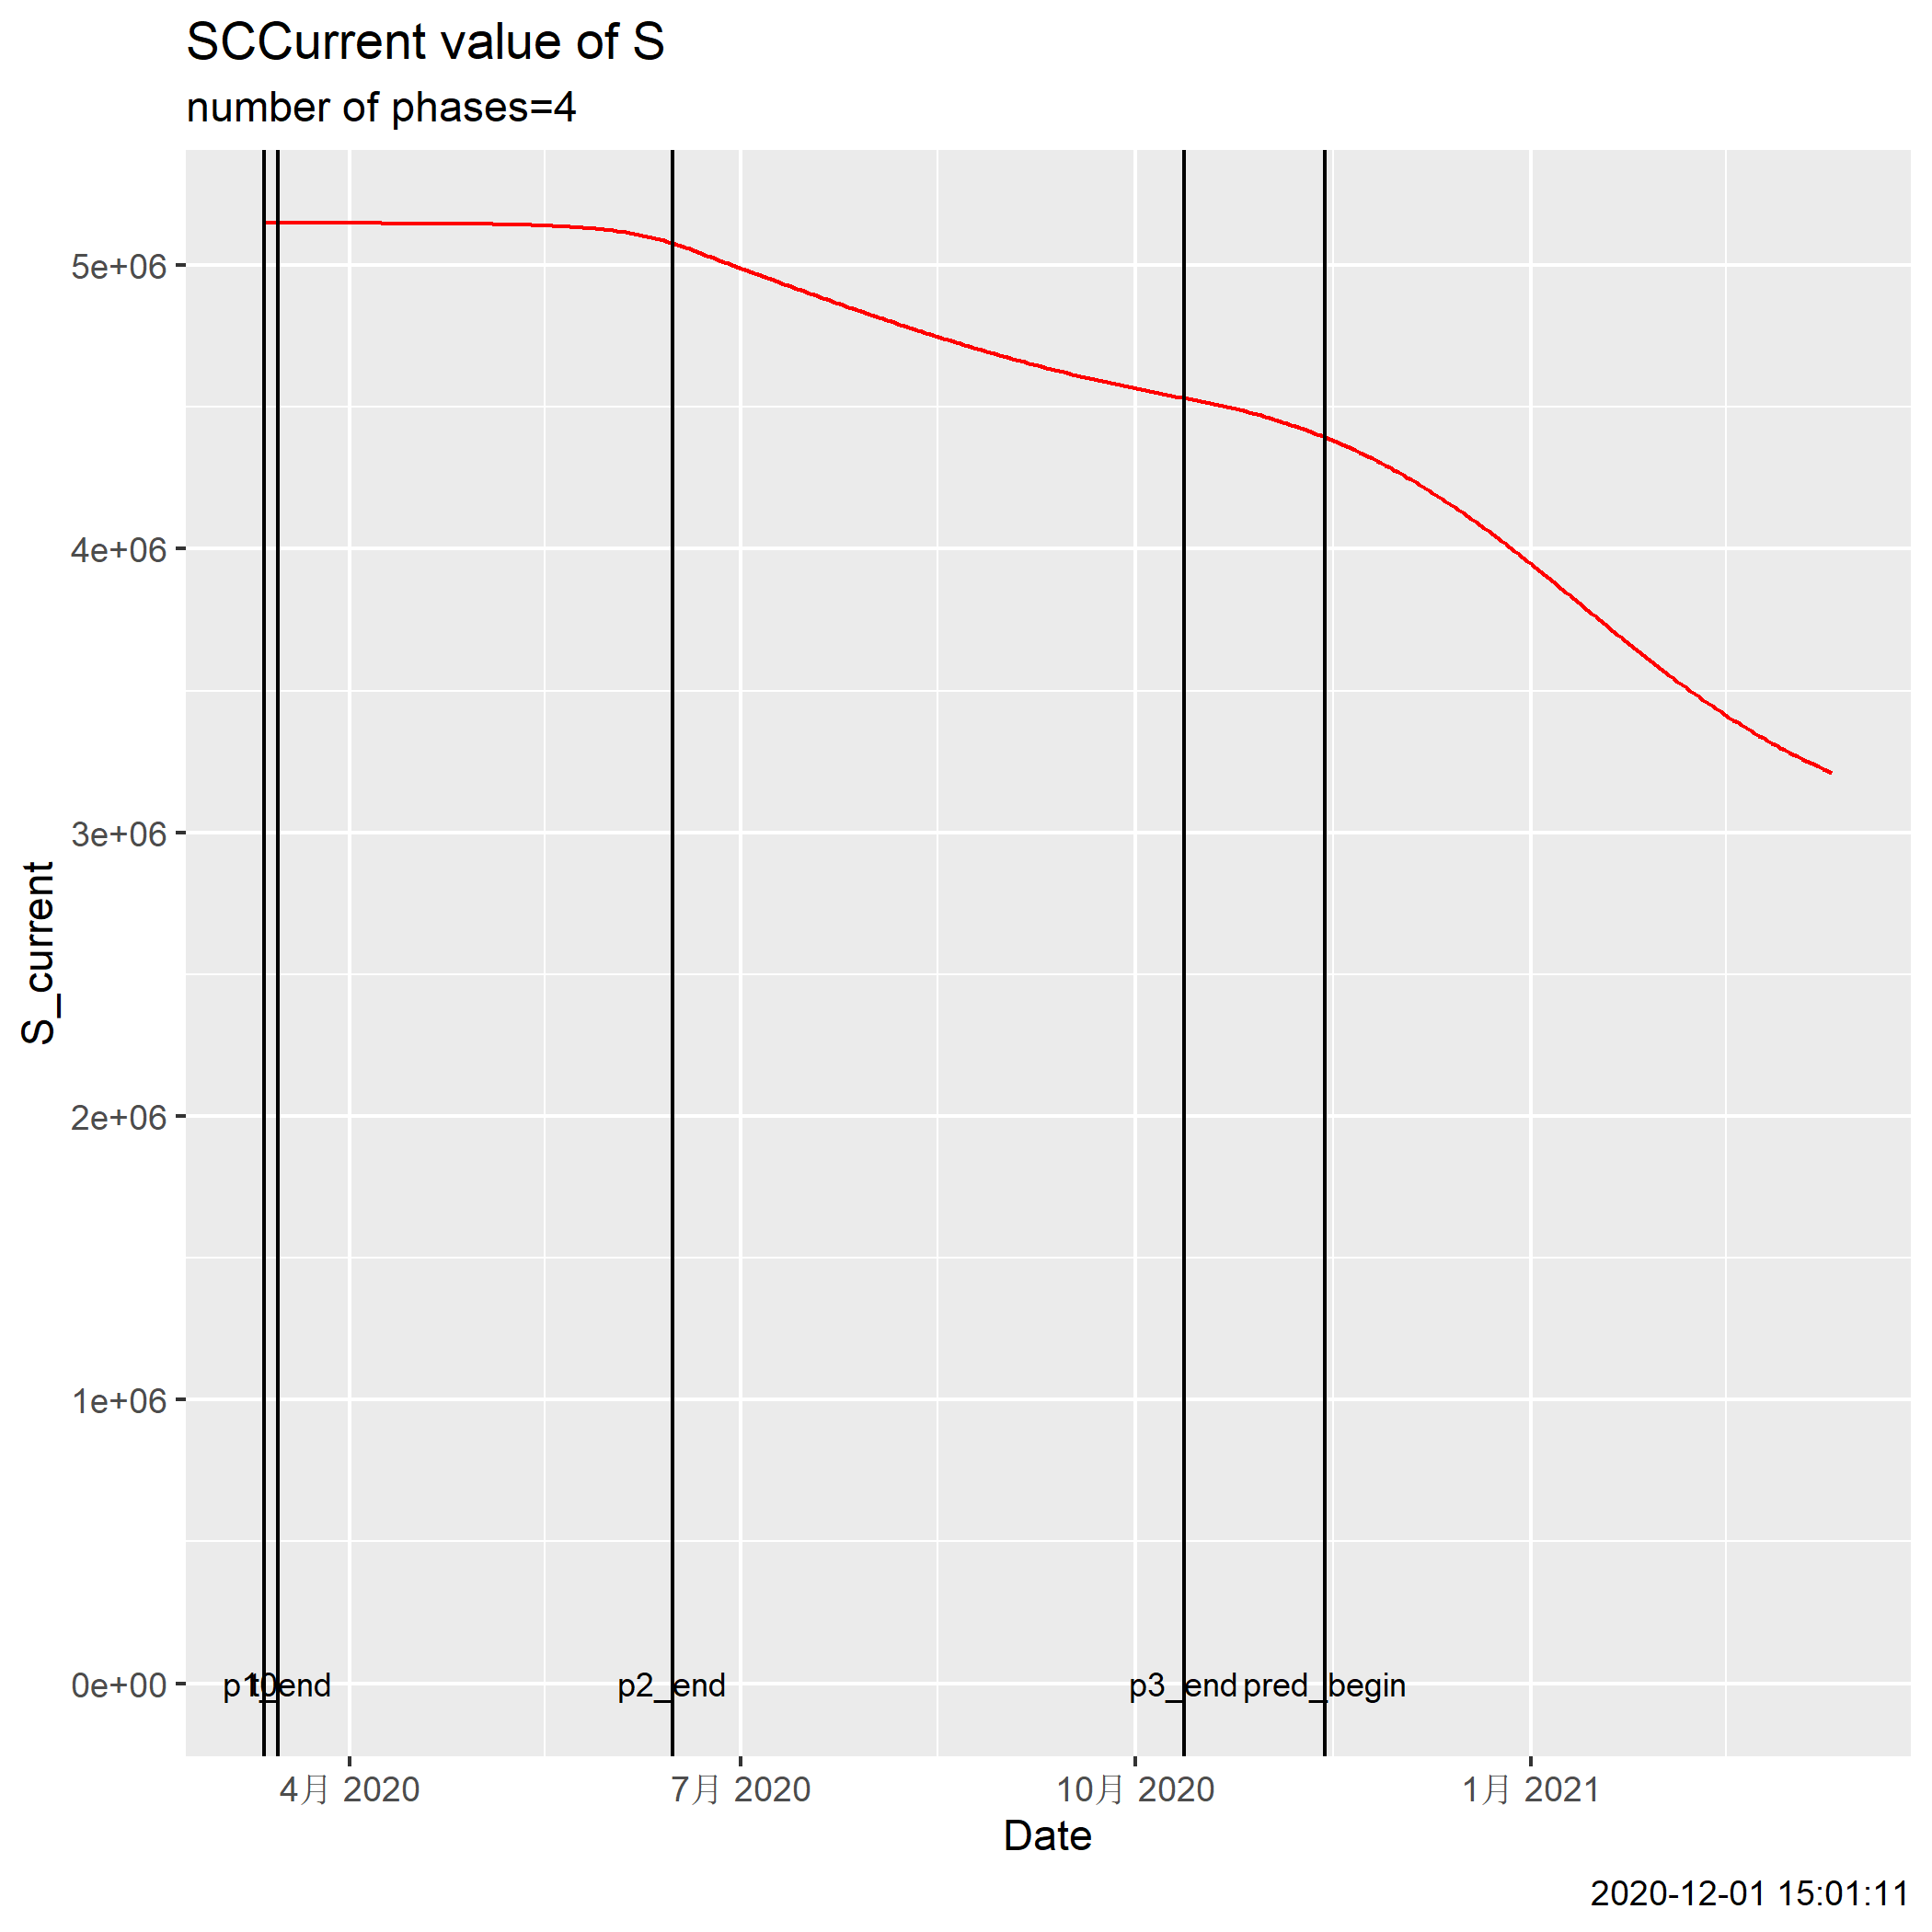 SCCurrent value of S
number of phases=4
S_current
5e+06
4e+06
3e+06
2e+06
1e+06
0e+00
p1_end
t0
p2_end
p3_end
pred_begin
4月 2020
7月 2020
10月 2020
1月 2021
Date
2020-12-01 15:01:11